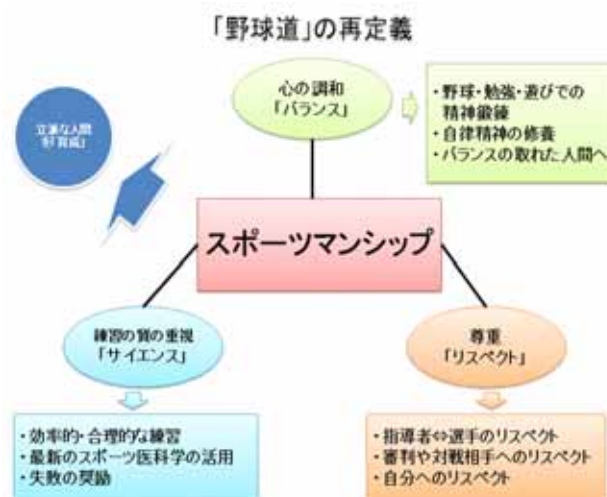 「野球道」の再定義
心の調和
「バランス」
・野球・勉強・遊びでの
精神鍛練
・自律精神の修養
・バランスの取れた人間へ
立派な人間
を「育成」
スポーツマンシップ
練習の質の重視
「サイエンス」
尊重
「リスペクト」
・効率的・合理的な練習
・最新のスポーツ医科学の活用
・失敗の奨励
・指導者⇔選手のリスペクト
・審判や対戦相手へのリスペクト
・自分へのリスペクト